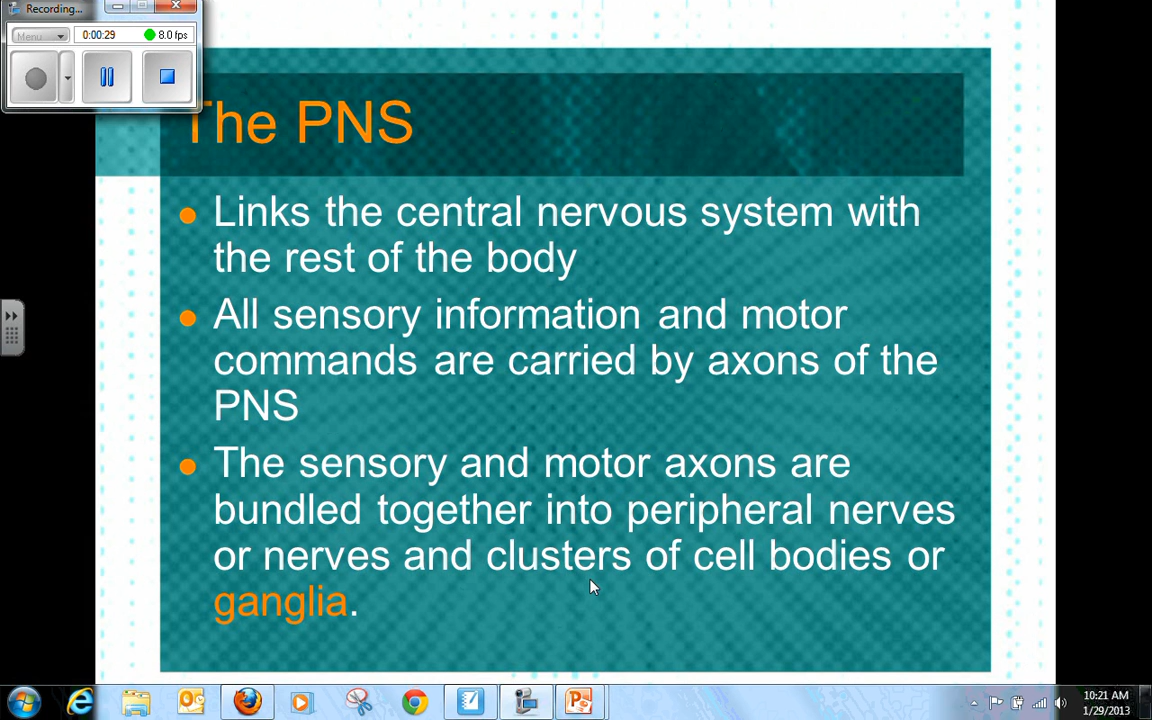 Recording...
Menu
0:00:29
8.0 fps
The PNS
Links the central nervous system with
the rest of the body
All sensory information and motor
commands are carried by axons of the
PNS
The sensory and motor axons are
bundled together into peripheral nerves
or nerves and clusters of cell bodies or
ganglia.
10:21 AM
1/29/2013